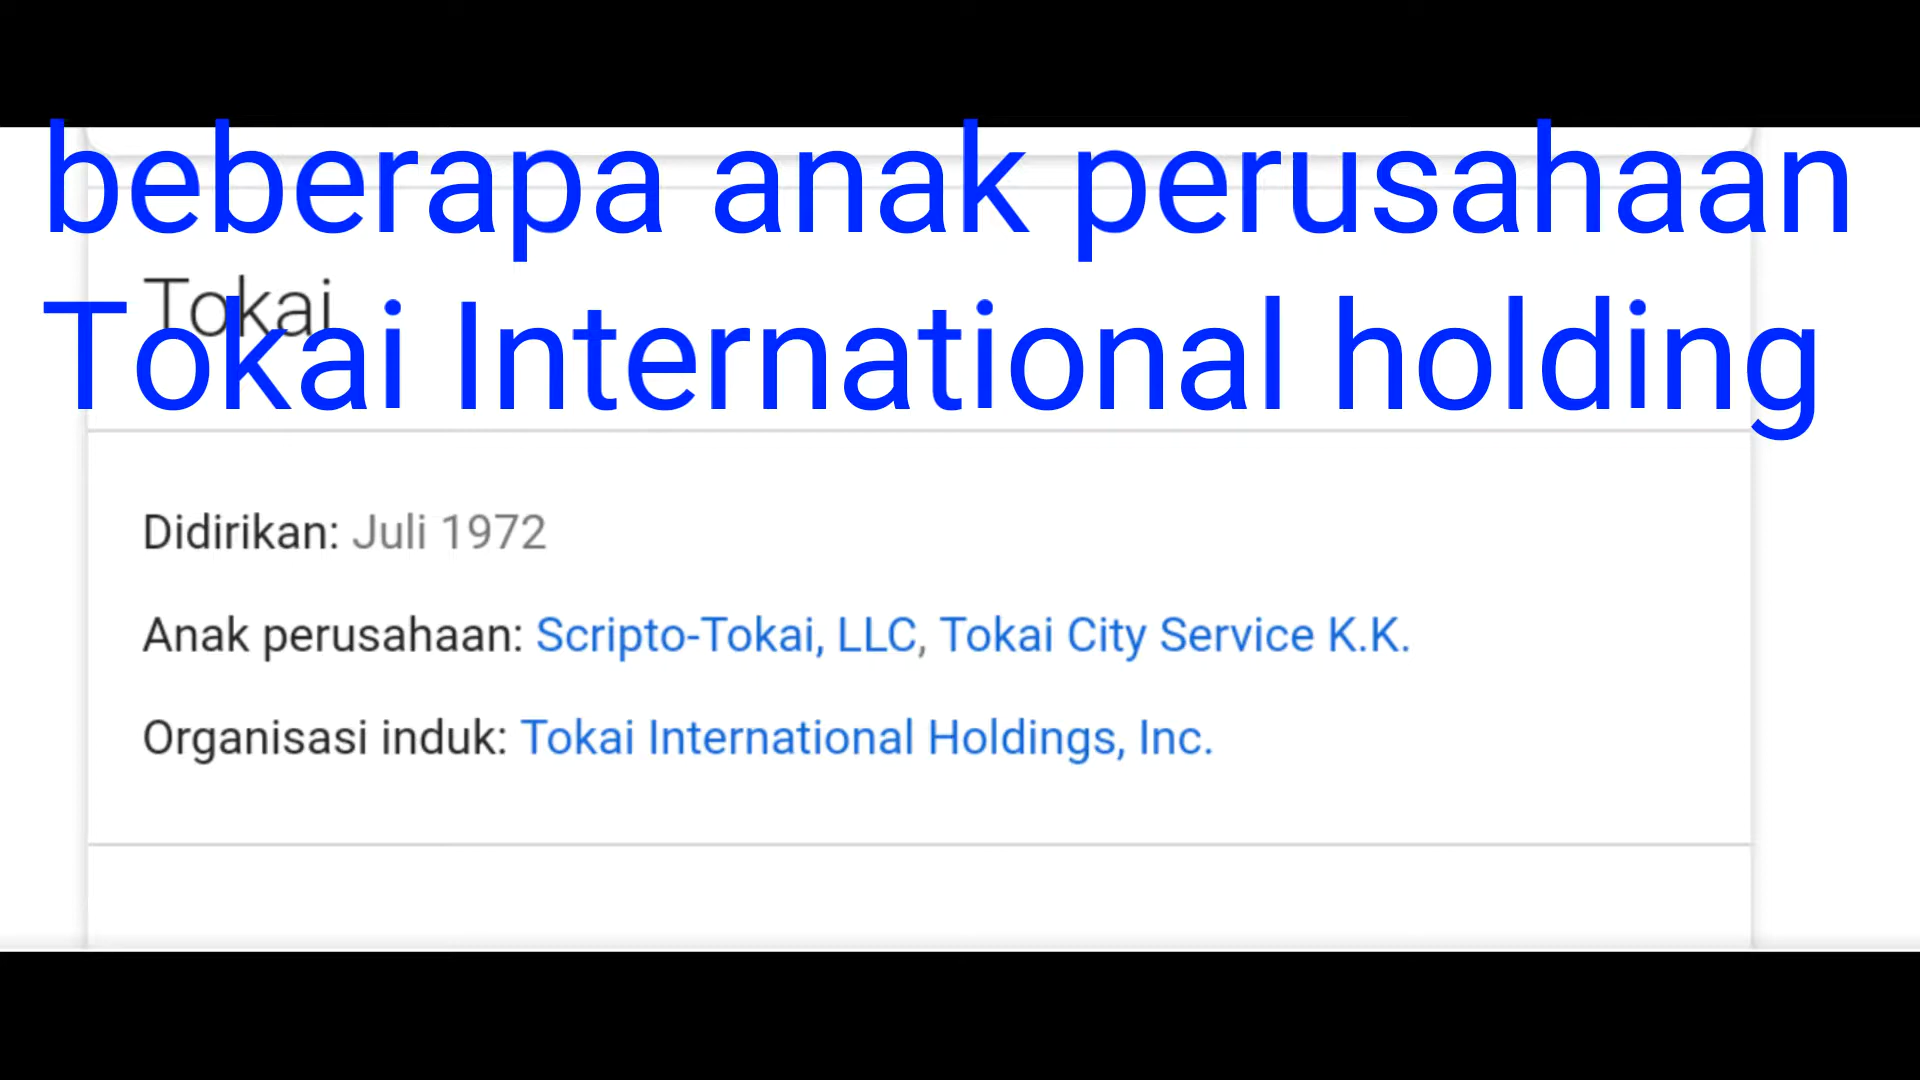 beberapa anak perusahaan
Tokai
Tokai International holding
Didirikan: Juli 1972
Anak perusahaan: Scripto-Tokai, LLC, Tokai City Service K.K.
Organisasi induk: Tokai International Holdings, Inc.